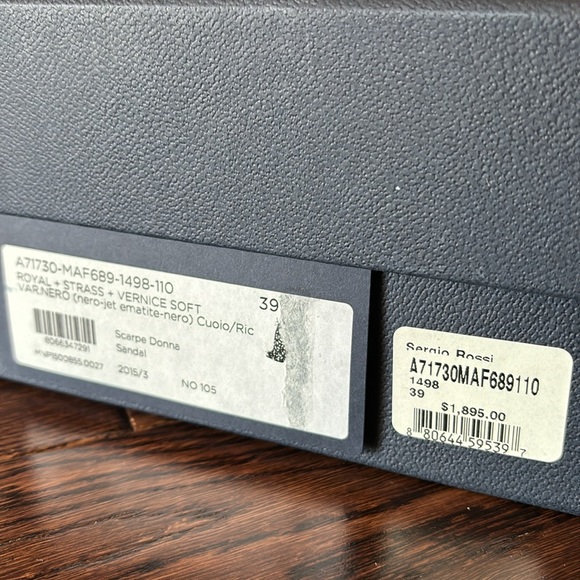 A71730-MAF689-1498-110
39
ROYAL + STRASS + VERNICE SOFT
VAR.NERO (nero-jet ematite-nero) Cuoio/Ric
8066347291
Scarpe Donna
Sandal
2015/3
NO 105
Sergio Rossi
A71730MAF689110
1498
39
$1,895.00
8 80644 59539 7